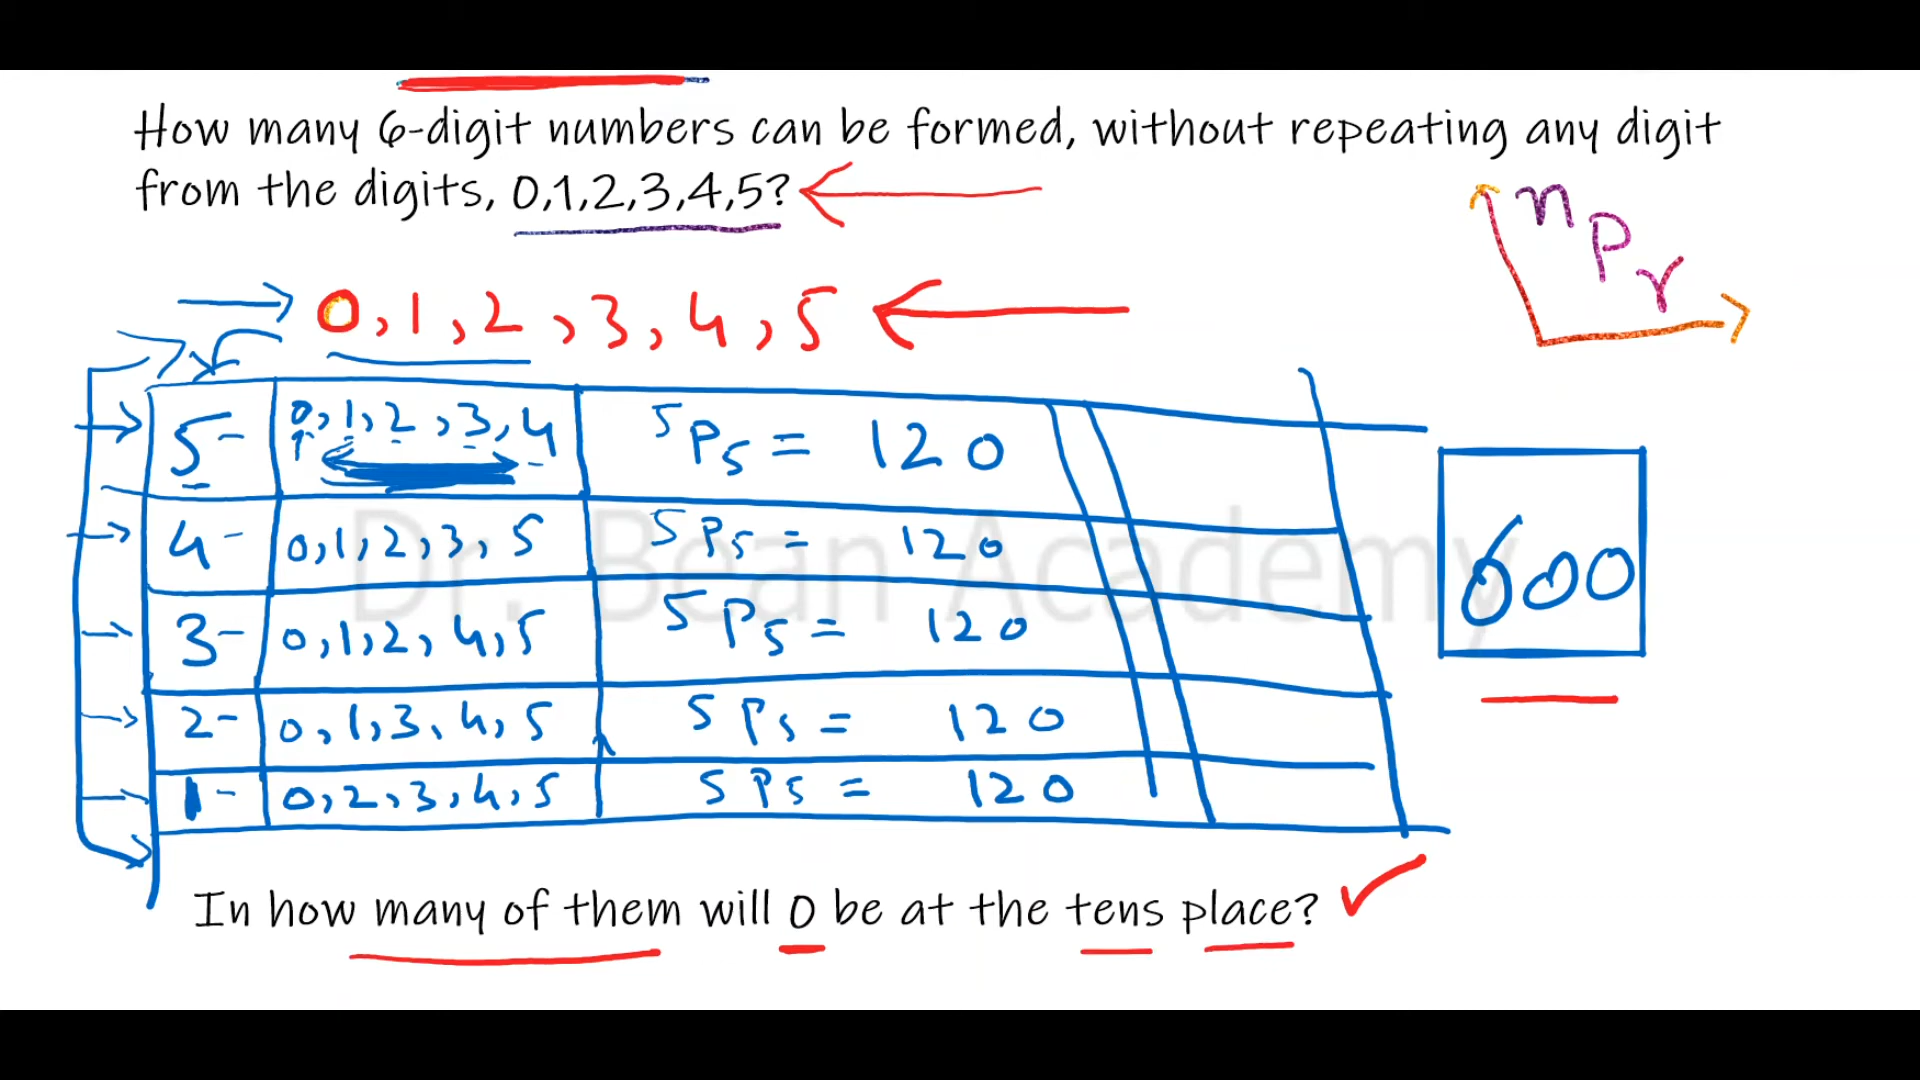 How many 6-digit numbers can be formed, without repeating any digit
from the digits, 0,1,2,3,4,5?
n P r
0, 1, 2, 3, 4, 5
5- 0, 1, 2, 3, 4 5P5 = 120
4- 0, 1, 2, 3, 5 5P5 = 120
3- 0, 1, 2, 4, 5 5P5 = 120
2- 0, 1, 3, 4, 5 5P5 = 120
1- 0, 2, 3, 4, 5 5P5 = 120
600
Dr. Bean Academy
In how many of them will 0 be at the tens place?